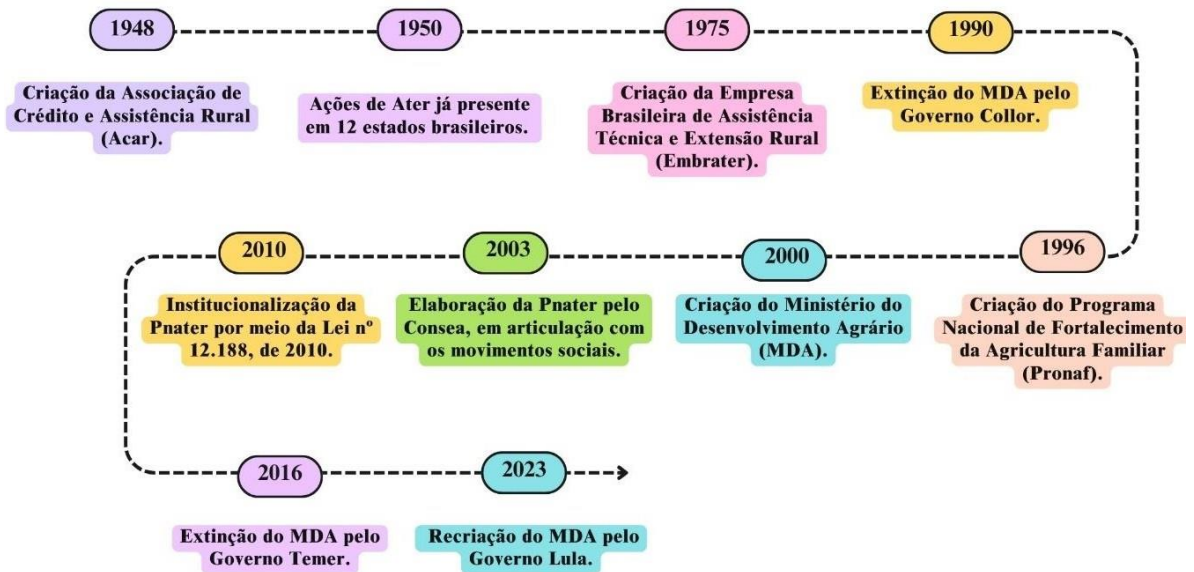 1948
Criação da Associação de
Crédito e Assistência Rural
(Acar).
1950
Ações de Ater já presente
em 12 estados brasileiros.
1975
Criação da Empresa
Brasileira de Assistência
Técnica e Extensão Rural
(Embrater).
1990
Extinção do MDA pelo
Governo Collor.
1996
Criação do Programa
Nacional de Fortalecimento
da Agricultura Familiar
(Pronaf).
2000
Criação do Ministério do
Desenvolvimento Agrário
(MDA).
2003
Elaboração da Pnater pelo
Consea, em articulação com
os movimentos sociais.
2010
Institucionalização da
Pnater por meio da Lei nº
12.188, de 2010.
2016
Extinção do MDA pelo
Governo Temer.
2023
Recriação do MDA pelo
Governo Lula.